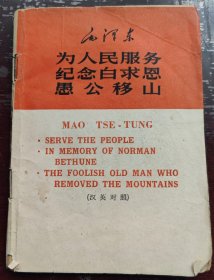 毛泽东
为人民服务
纪念白求恩
愚公移山
MAO TSE-TUNG
· SERVE THE PEOPLE
· IN MEMORY OF NORMAN
BETHUNE
· THE FOOLISH OLD MAN WHO
REMOVED THE MOUNTAINS
(汉英对照)